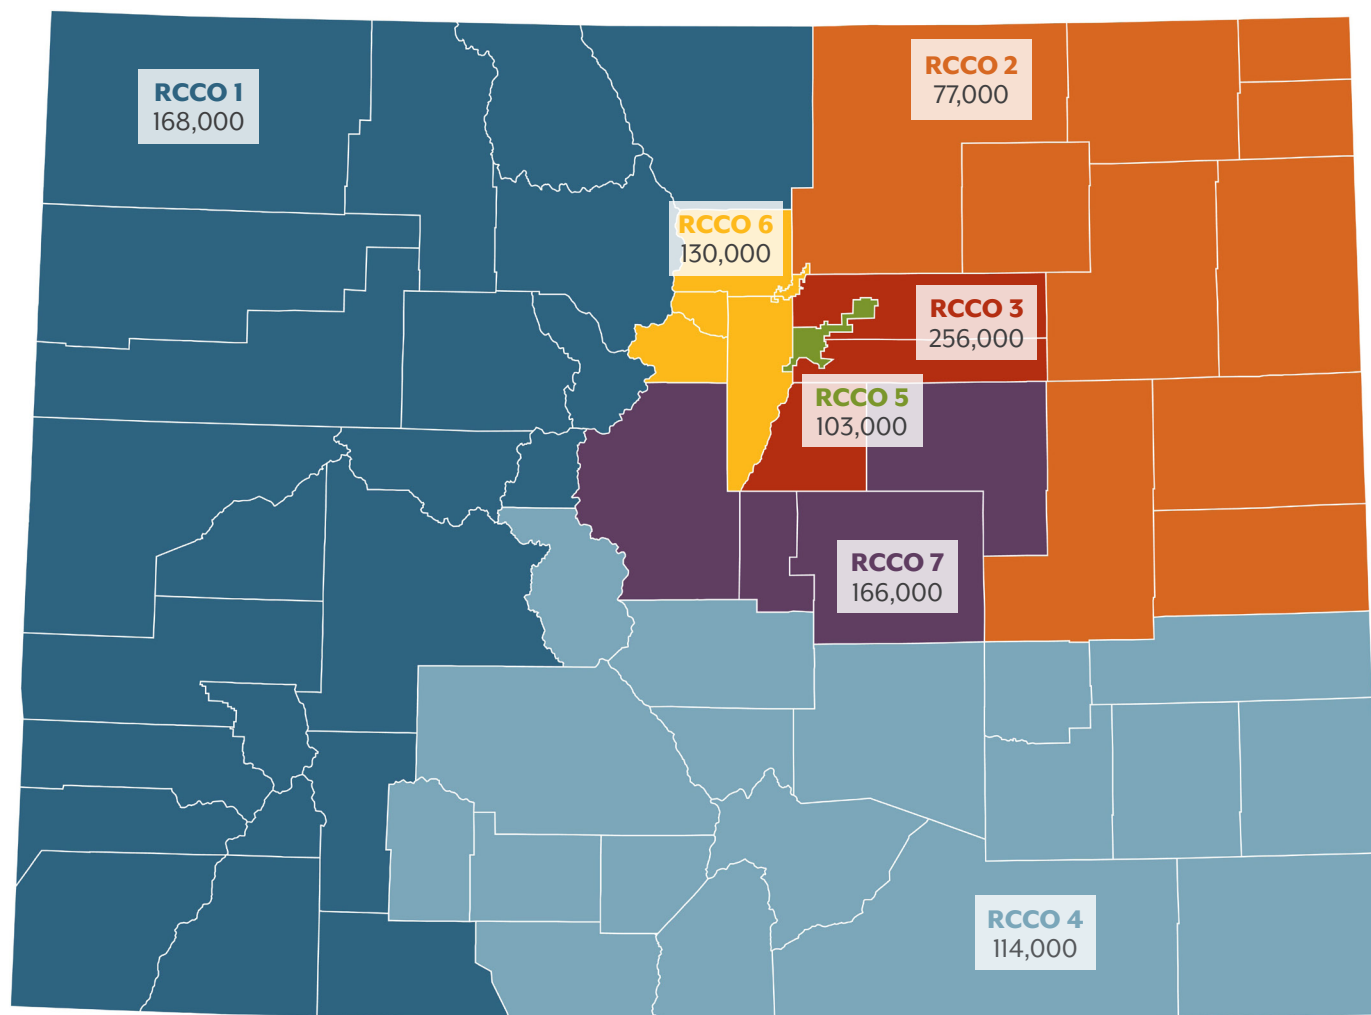 RCCO 1
168,000
RCCO 2
77,000
RCCO 6
130,000
RCCO 3
256,000
RCCO 5
103,000
RCCO 7
166,000
RCCO 4
114,000